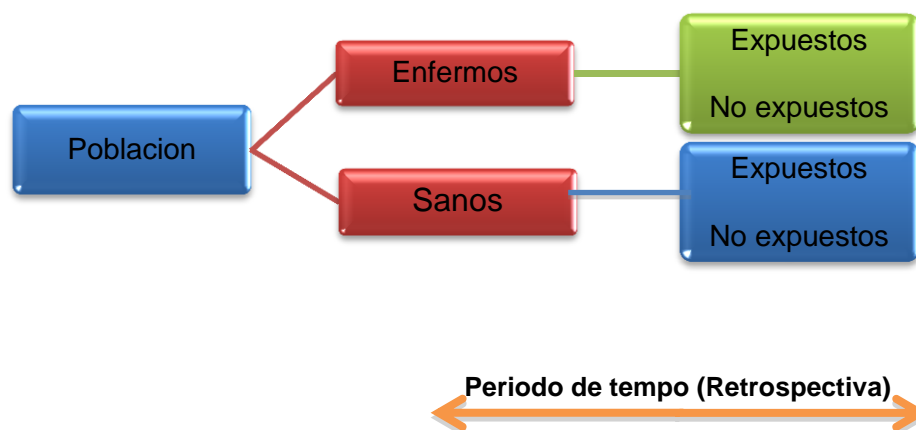 Poblacion
Enfermos
Sanos
Expuestos
No expuestos
Expuestos
No expuestos
Periodo de tempo (Retrospectiva)